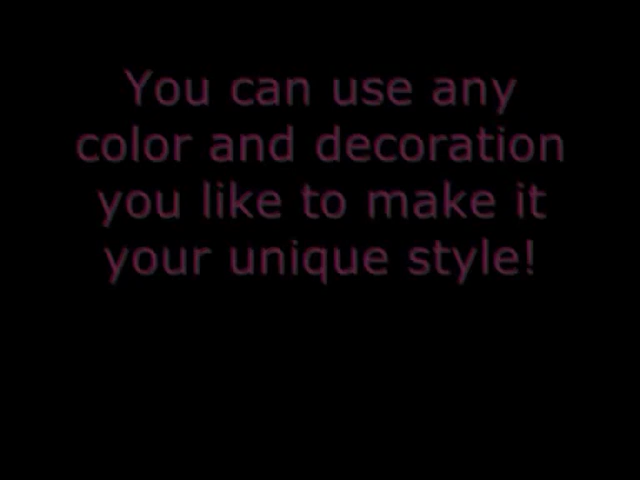 You can use any
color and decoration
you like to make it
your unique style!